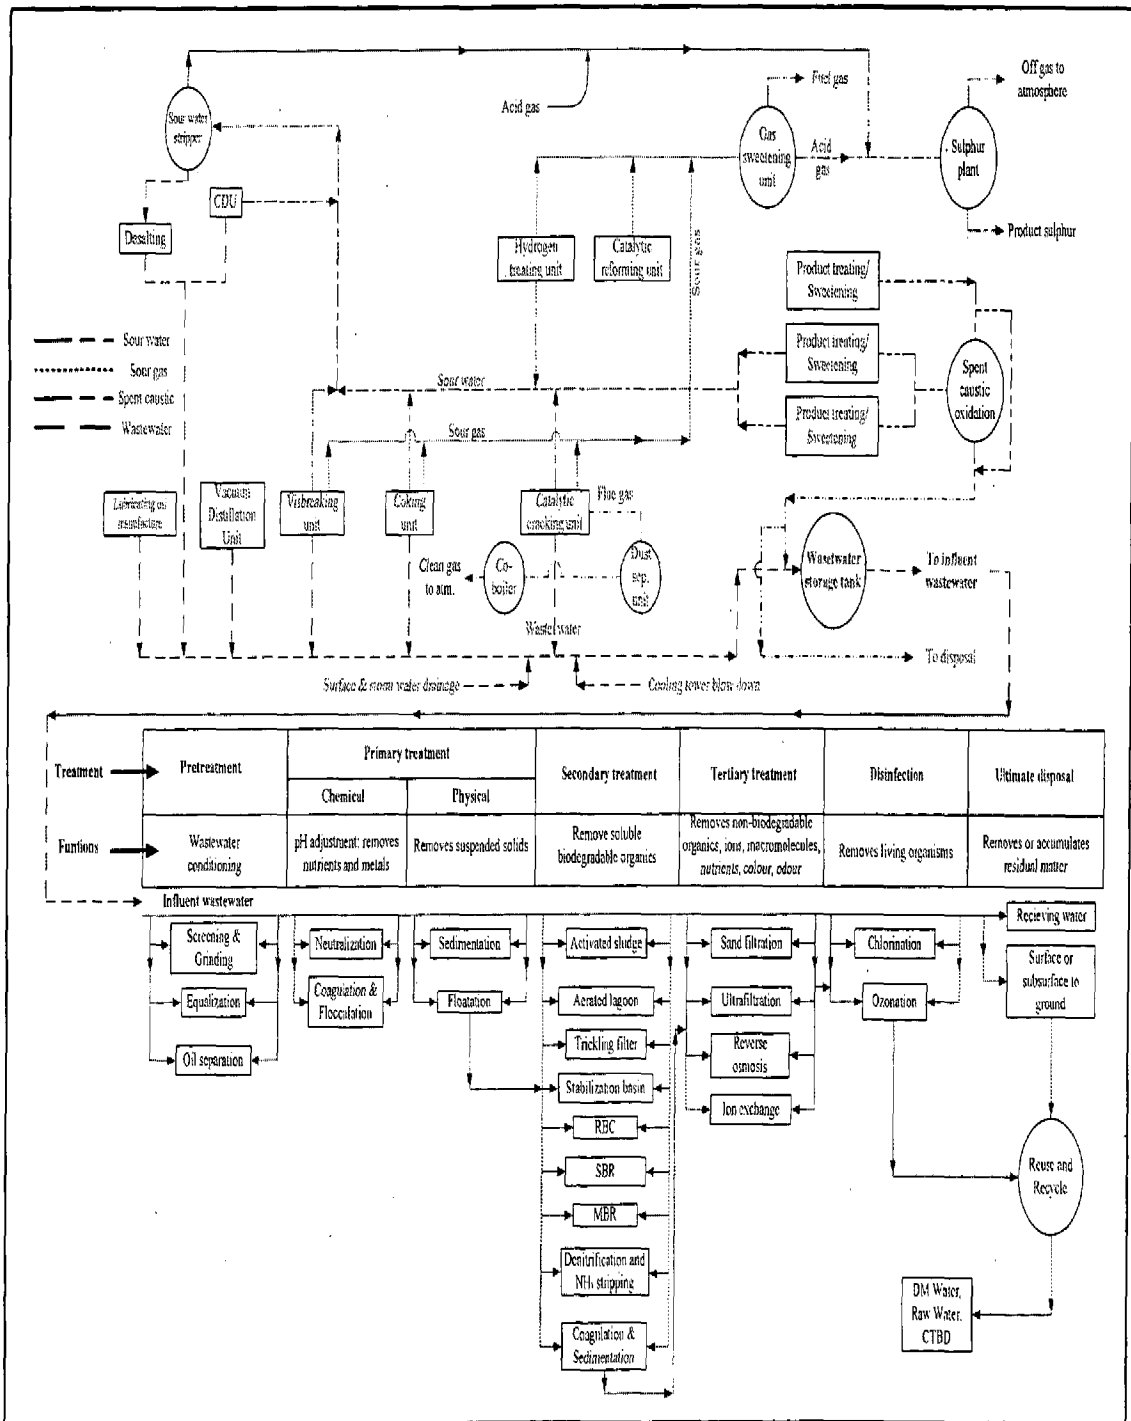 Fuel gas
Off gas to
atmosphere
Acid gas
Sour water
stripper
Gas
sweetening
unit
Acid
gas
Sulphur
plant
CDU
Desalting
Product sulphur
Hydrogen
treating unit
Catalytic
reforming unit
Sour gas
Product treating/
Sweetening
Sour water
Sour gas
Spent caustic
Wastewater
Product treating/
Sweetening
Spent
caustic
oxidation
Sour water
Product treating/
Sweetening
Sour gas
Lubricating oil
manufacture
Vacuum
Distillation
Unit
Visbreaking
unit
Coking
unit
Catalytic
cracking unit
Flue gas
Clean gas
to atm.
Co-
boiler
Dust
sep.
unit
Wasetwater
storage tank
To influent
wastewater
Waste water
To disposal
Surface & storm water drainage
Cooling tower blow down
Treatment
Pretreatment
Primary treatment
Chemical
Physical
Secondary treatment
Tertiary treatment
Disinfection
Ultimate disposal
Funtions
Wastewater
conditioning
pH adjustment: removes
nutrients and metals
Removes suspended solids
Remove soluble
biodegradable organics
Removes non-biodegradable
organics, ions, macromolecules,
nutrients, colour, odour
Removes living organisms
Removes or accumulates
residual matter
Influent wastewater
Screening &
Grinding
Equalization
Oil separation
Neutralization
Coagulation &
Flocculation
Sedimentation
Floatation
Activated sludge
Aerated lagoon
Trickling filter
Stabilization basin
RBC
SBR
MBR
Denitrification and
NH₃ stripping
Coagulation &
Sedimentation
Sand filtration
Ultrafiltration
Reverse
osmosis
Ion exchange
Chlorination
Ozonation
Recieving water
Surface or
subsurface to
ground
Reuse and
Recycle
DM Water,
Raw Water,
CTBD